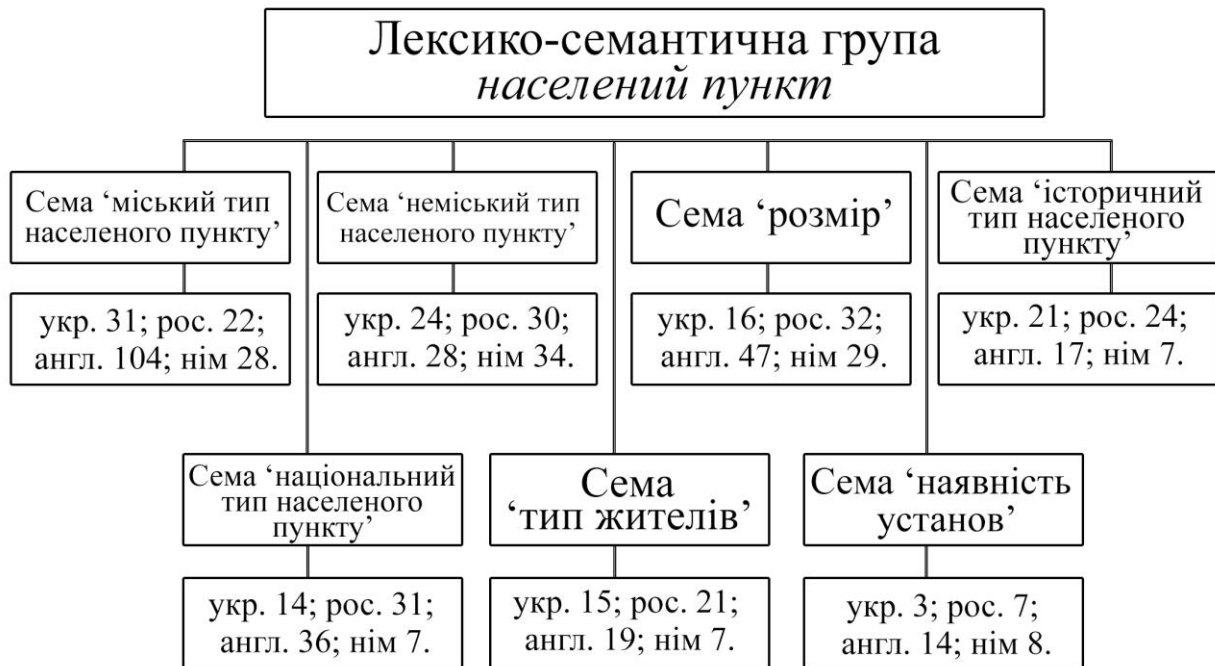 Лексико-семантична група
населений пункт
Сема ‘міський тип
населеного пункту’
укр. 31; рос. 22;
англ. 104; нім 28.
Сема ‘неміський тип
населеного пункту’
укр. 24; рос. 30;
англ. 28; нім 34.
Сема ‘розмір’
укр. 16; рос. 32;
англ. 47; нім 29.
Сема ‘історичний
тип населеного
пункту’
укр. 21; рос. 24;
англ. 17; нім 7.
Сема ‘національний
тип населеного
пункту’
укр. 14; рос. 31;
англ. 36; нім 7.
Сема
‘тип жителів’
укр. 15; рос. 21;
англ. 19; нім 7.
Сема ‘наявність
установ’
укр. 3; рос. 7;
англ. 14; нім 8.